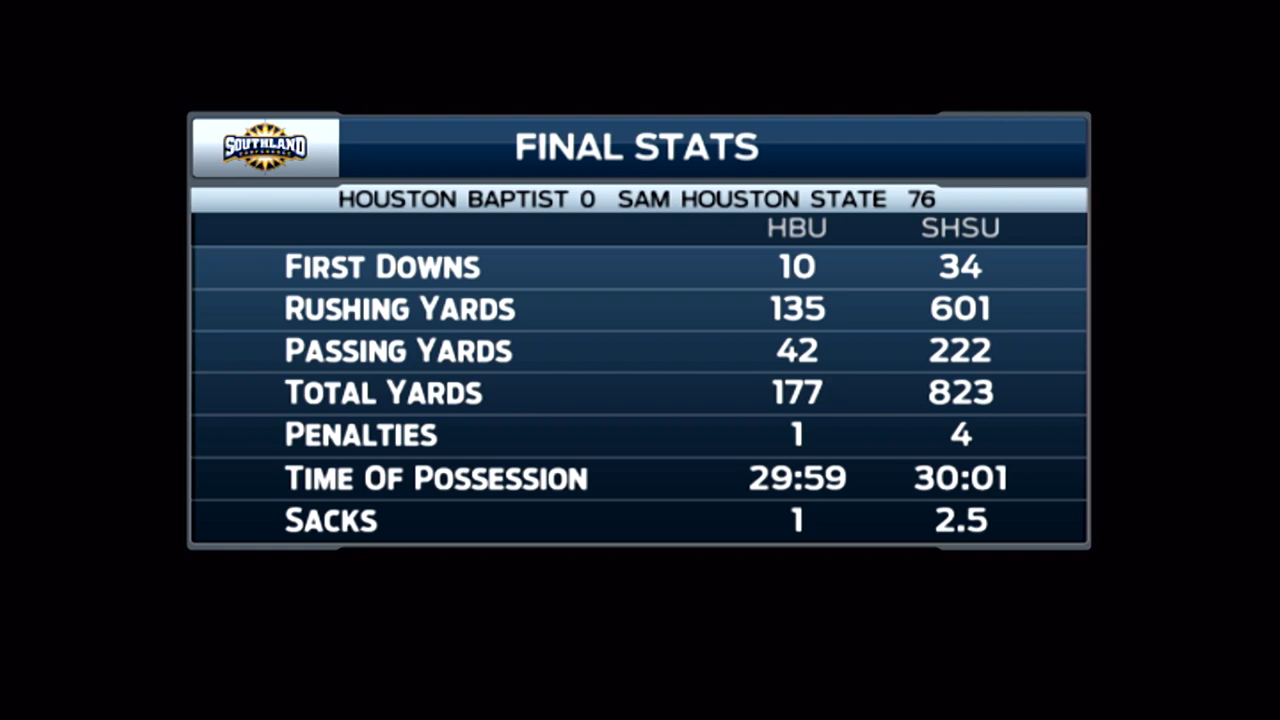 SOUTHLAND
CONFERENCE
FINAL STATS
HOUSTON BAPTIST 0 SAM HOUSTON STATE 76
HBU SHSU
FIRST DOWNS 10 34
RUSHING YARDS 135 601
PASSING YARDS 42 222
TOTAL YARDS 177 823
PENALTIES 1 4
TIME OF POSSESSION 29:59 30:01
SACKS 1 2.5